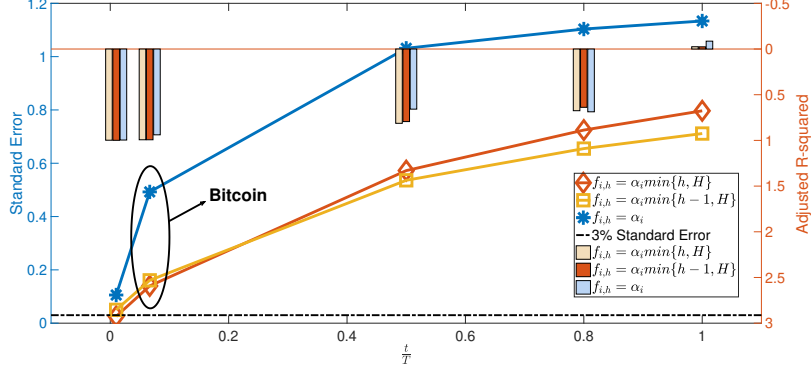 1.2
1
0.8
0.6
0.4
0.2
0
Standard Error
-0.5
0
0.5
1
1.5
2
2.5
3
Adjusted R-squared
Bitcoin
f_{i,h} = α_i min{h, H}
f_{i,h} = α_i min{h − 1, H}
f_{i,h} = α_i
3% Standard Error
f_{i,h} = α_i min{h, H}
f_{i,h} = α_i min{h − 1, H}
f_{i,h} = α_i
0 0.2 0.4 0.6 0.8 1
t
T